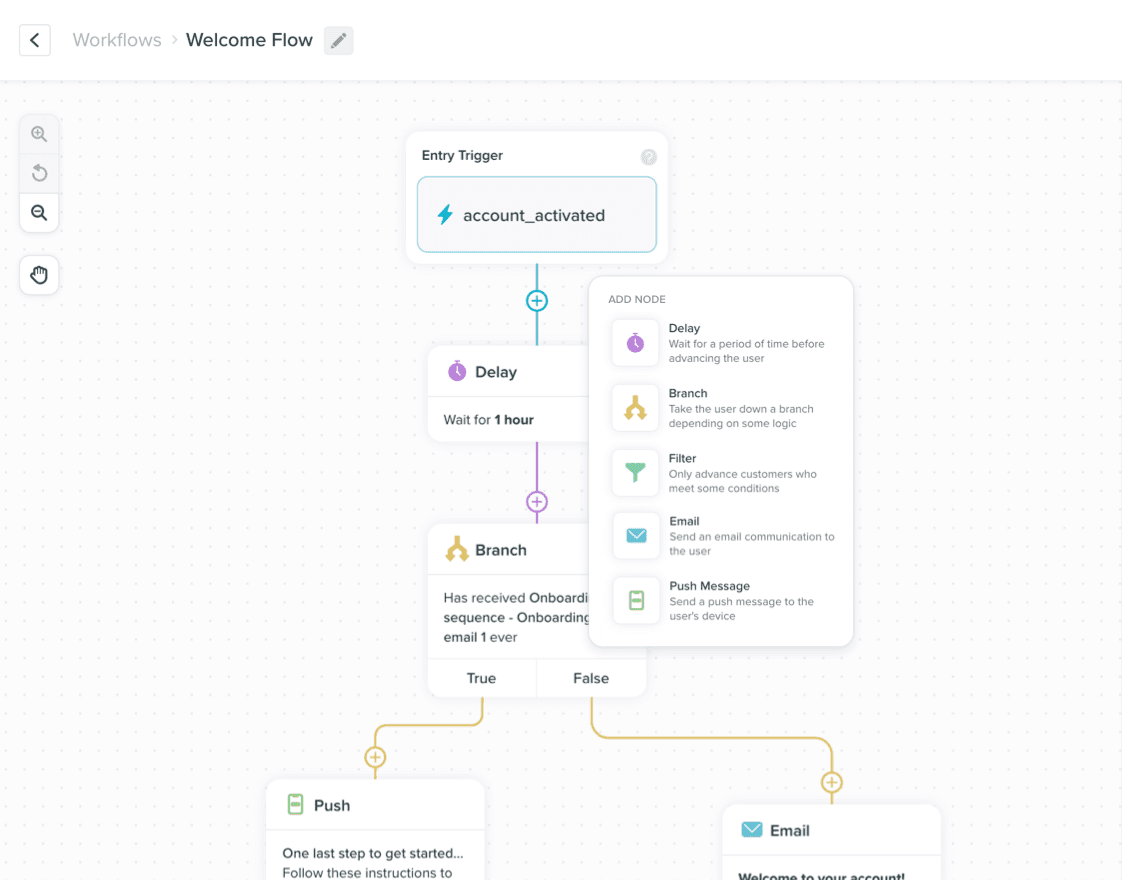 Workflows > Welcome Flow
Entry Trigger
account_activated
Delay
Wait for 1 hour
Branch
Has received Onboardi
sequence - Onboarding
email 1 ever
True False
ADD NODE
Delay
Wait for a period of time before
advancing the user
Branch
Take the user down a branch
depending on some logic
Filter
Only advance customers who
meet some conditions
Email
Send an email communication to
the user
Push Message
Send a push message to the
user's device
Push
One last step to get started...
Follow these instructions to
Email
Welcome to your account!